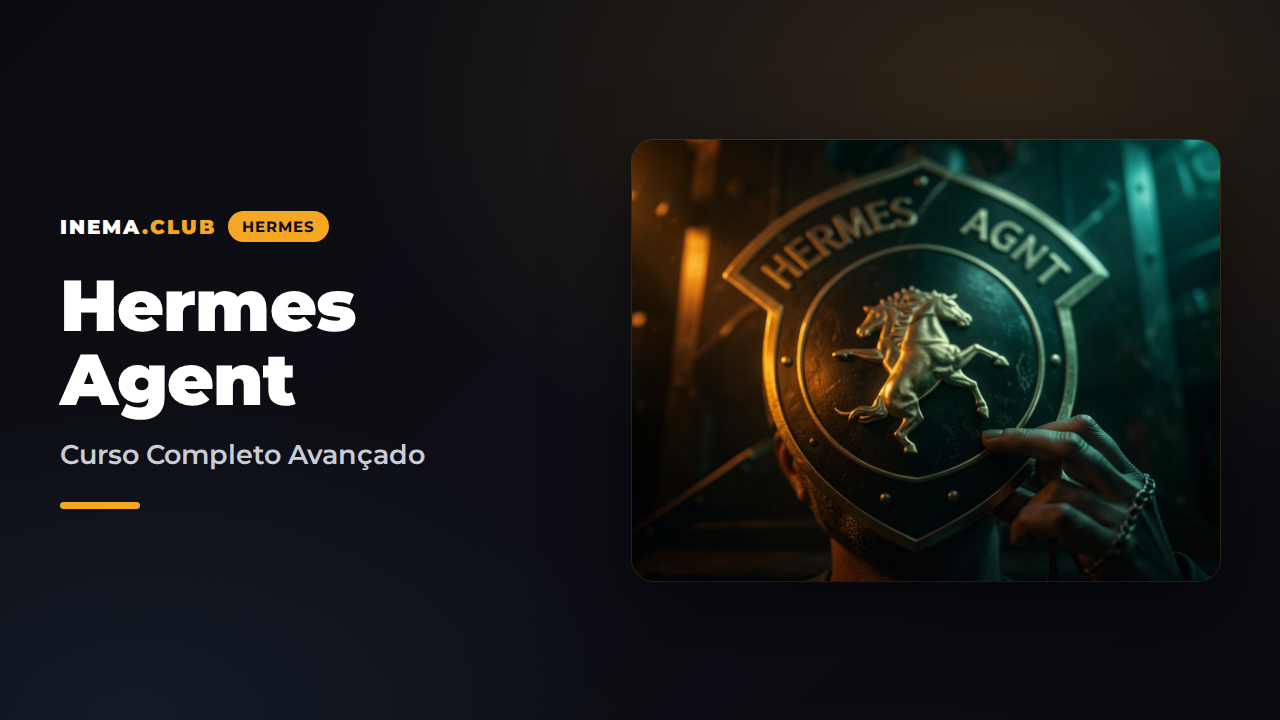 INEMA.CLUB HERMES
Hermes
Agent
Curso Completo Avançado
HERMES AGNT